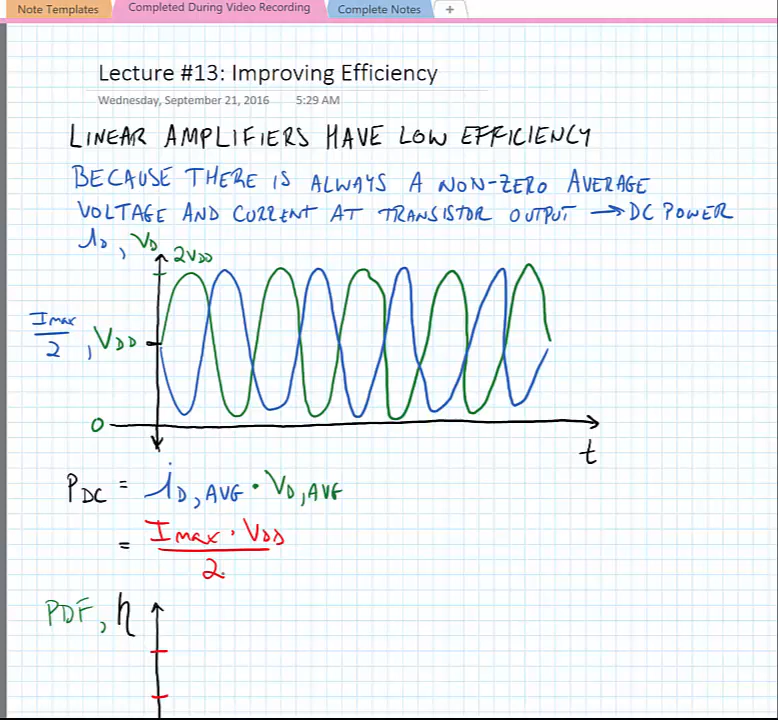 Note Templates Completed During Video Recording Complete Notes +
Lecture #13: Improving Efficiency
Wednesday, September 21, 2016 5:29 AM
LINEAR AMPLIFIERS HAVE LOW EFFICIENCY
BECAUSE THERE IS ALWAYS A NON-ZERO AVERAGE
VOLTAGE AND CURRENT AT TRANSISTOR OUTPUT → DC POWER
iD, VD
2VDD
Imax/2, VDD
0
t
PDC = iD,AVG · VD,AVG
= Imax · VDD / 2
PDF, η